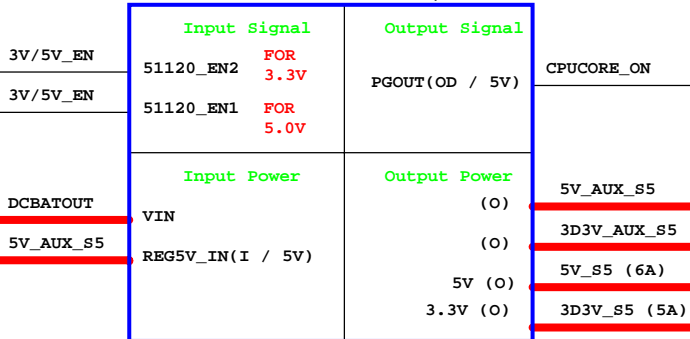 Input Signal
Output Signal
3V/5V_EN
51120_EN2
FOR
3.3V
PGOUT(OD / 5V)
CPUCORE_ON
3V/5V_EN
51120_EN1
FOR
5.0V
Input Power
Output Power
DCBATOUT
VIN
(O)
5V_AUX_S5
5V_AUX_S5
REG5V_IN(I / 5V)
(O)
3D3V_AUX_S5
5V (O)
5V_S5 (6A)
3.3V (O)
3D3V_S5 (5A)